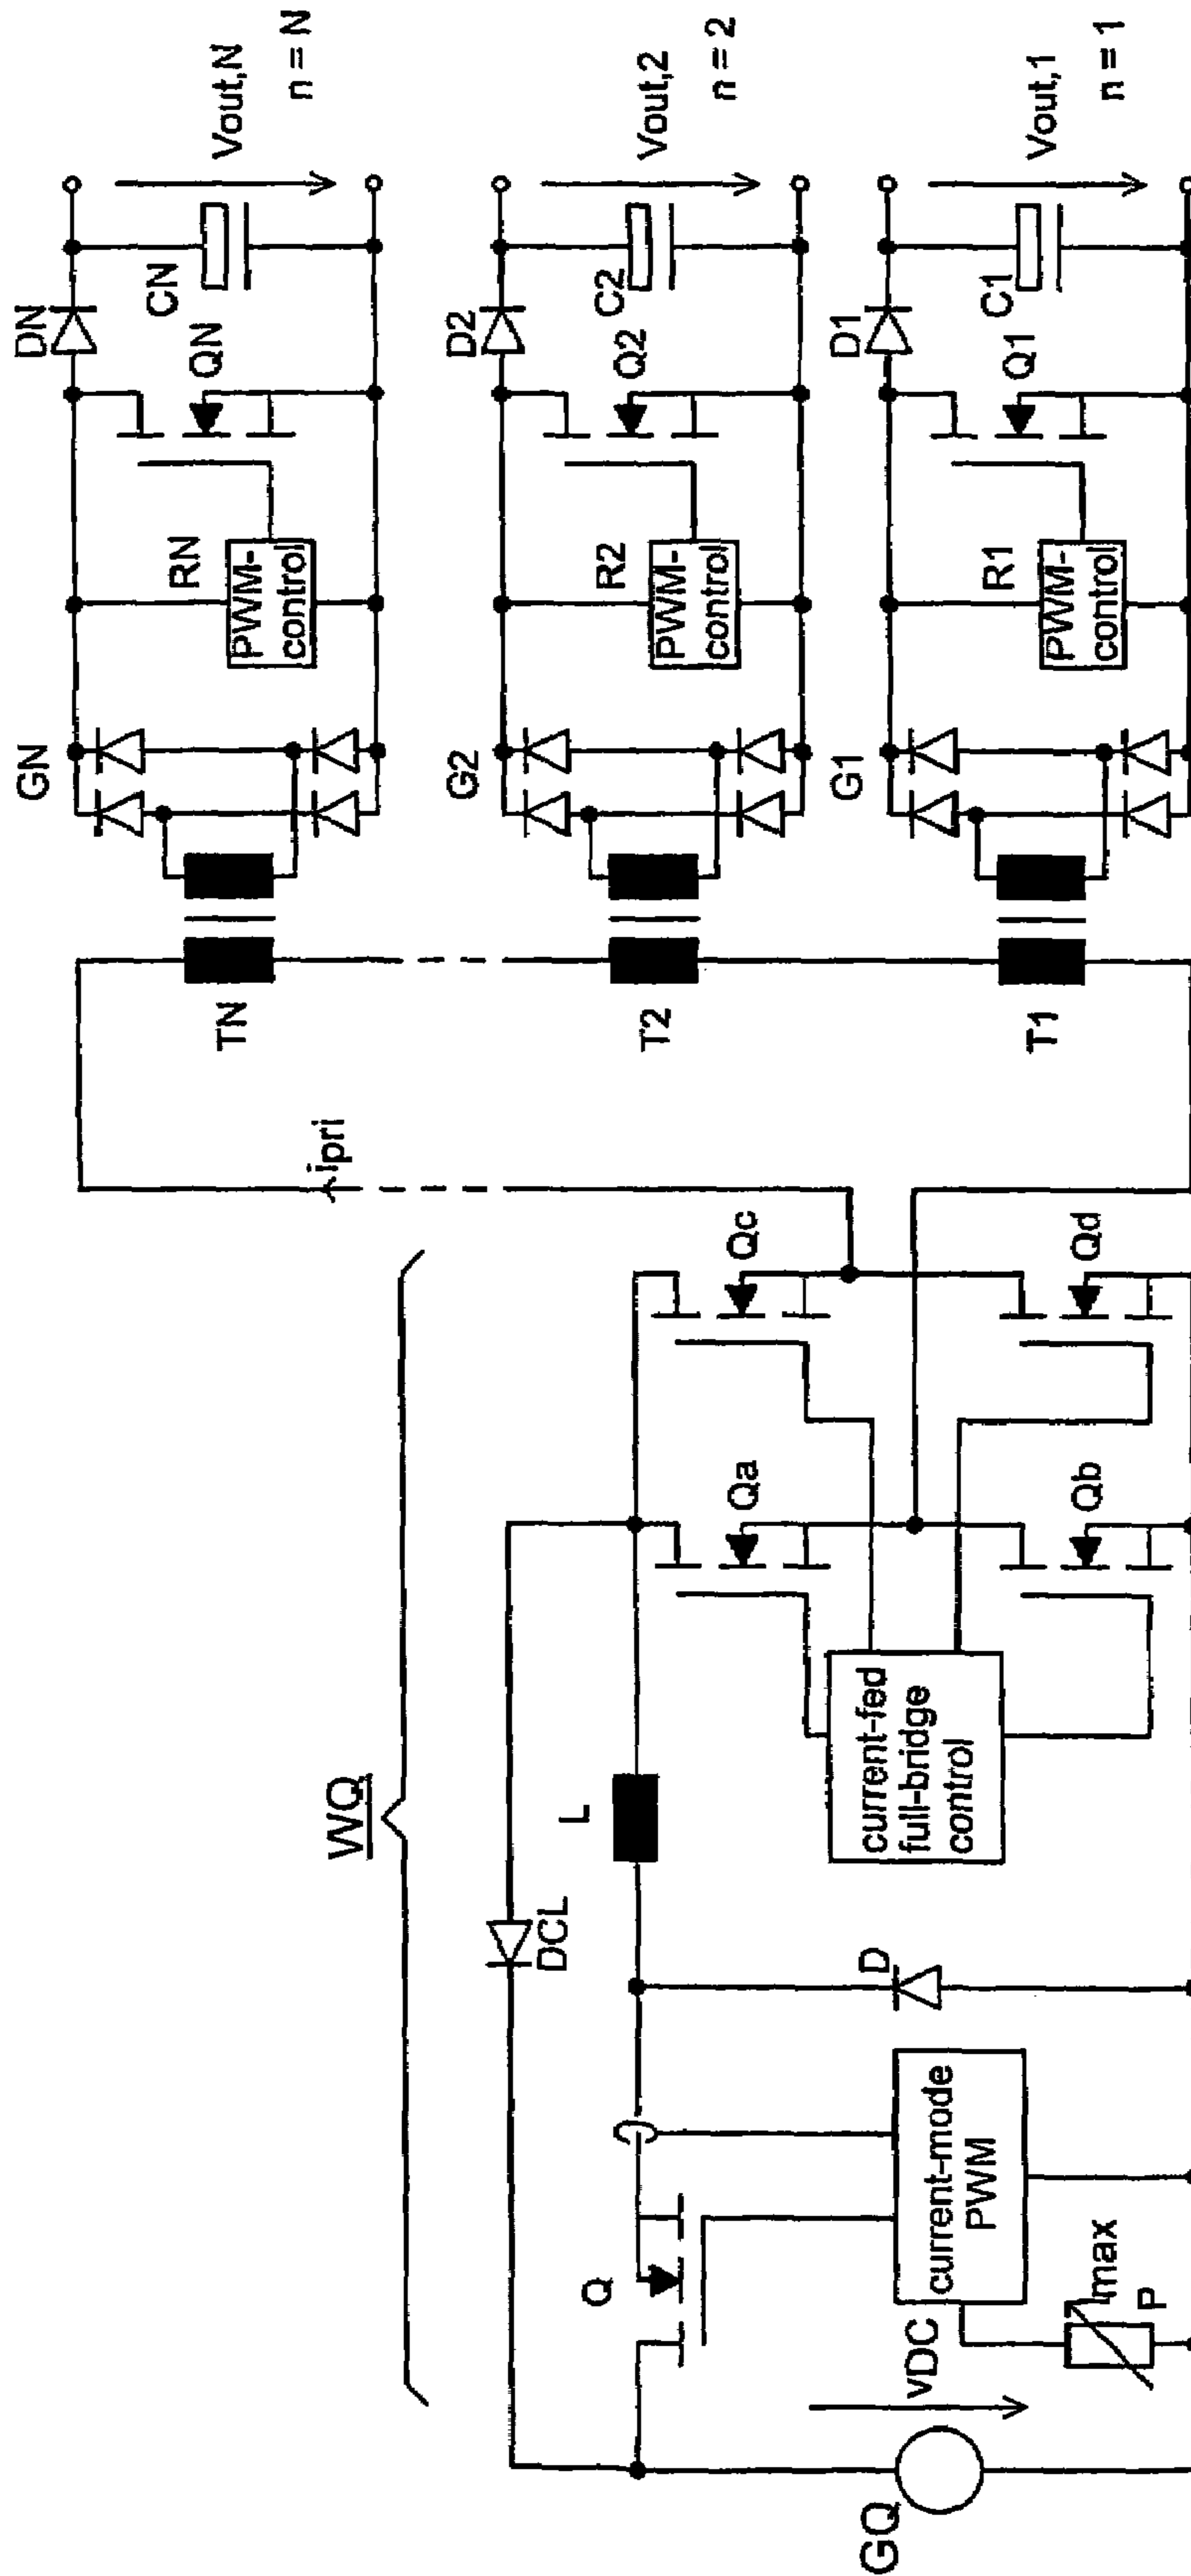 WQ
GQ
vDC
Q
DCL
L
D
current-mode
PWM
Imax
P
current-fed
full-bridge
control
Qa
Qb
Qc
Qd
ipri
TN
GN
RN
PWM-
control
QN
DN
CN
Vout,N
n = N
T2
G2
R2
PWM-
control
Q2
D2
C2
Vout,2
n = 2
T1
G1
R1
PWM-
control
Q1
D1
C1
Vout,1
n = 1